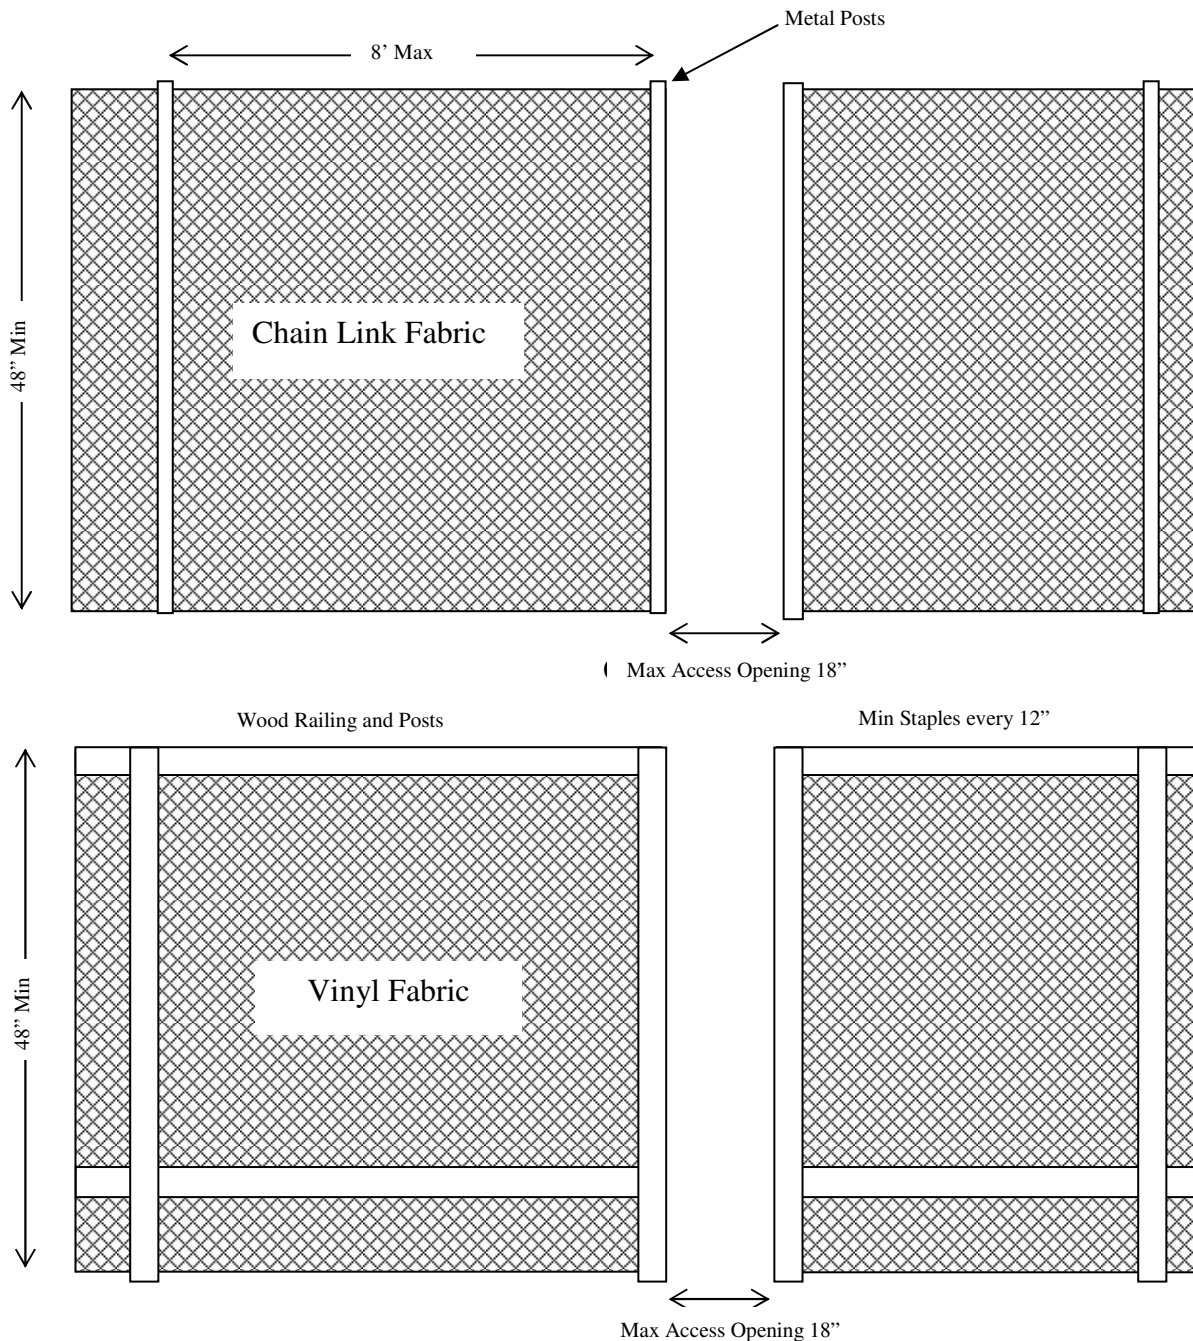 Metal Posts
8’ Max
48” Min
Chain Link Fabric
( Max Access Opening 18”
Wood Railing and Posts
Min Staples every 12”
48” Min
Vinyl Fabric
Max Access Opening 18”